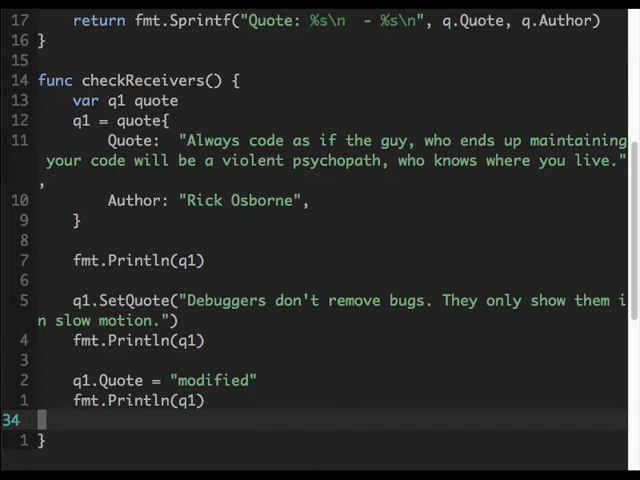 17 return fmt.Sprintf("Quote: %s\n  - %s\n", q.Quote, q.Author)
16 }
15
14 func checkReceivers() {
13 var q1 quote
12 q1 = quote{
11 Quote:  "Always code as if the guy, who ends up maintaining
your code will be a violent psychopath, who knows where you live."
,
10 Author: "Rick Osborne",
9 }
8
7 fmt.Println(q1)
6
5 q1.SetQuote("Debuggers don't remove bugs. They only show them i
n slow motion.")
4 fmt.Println(q1)
3
2 q1.Quote = "modified"
1 fmt.Println(q1)
34
1 }